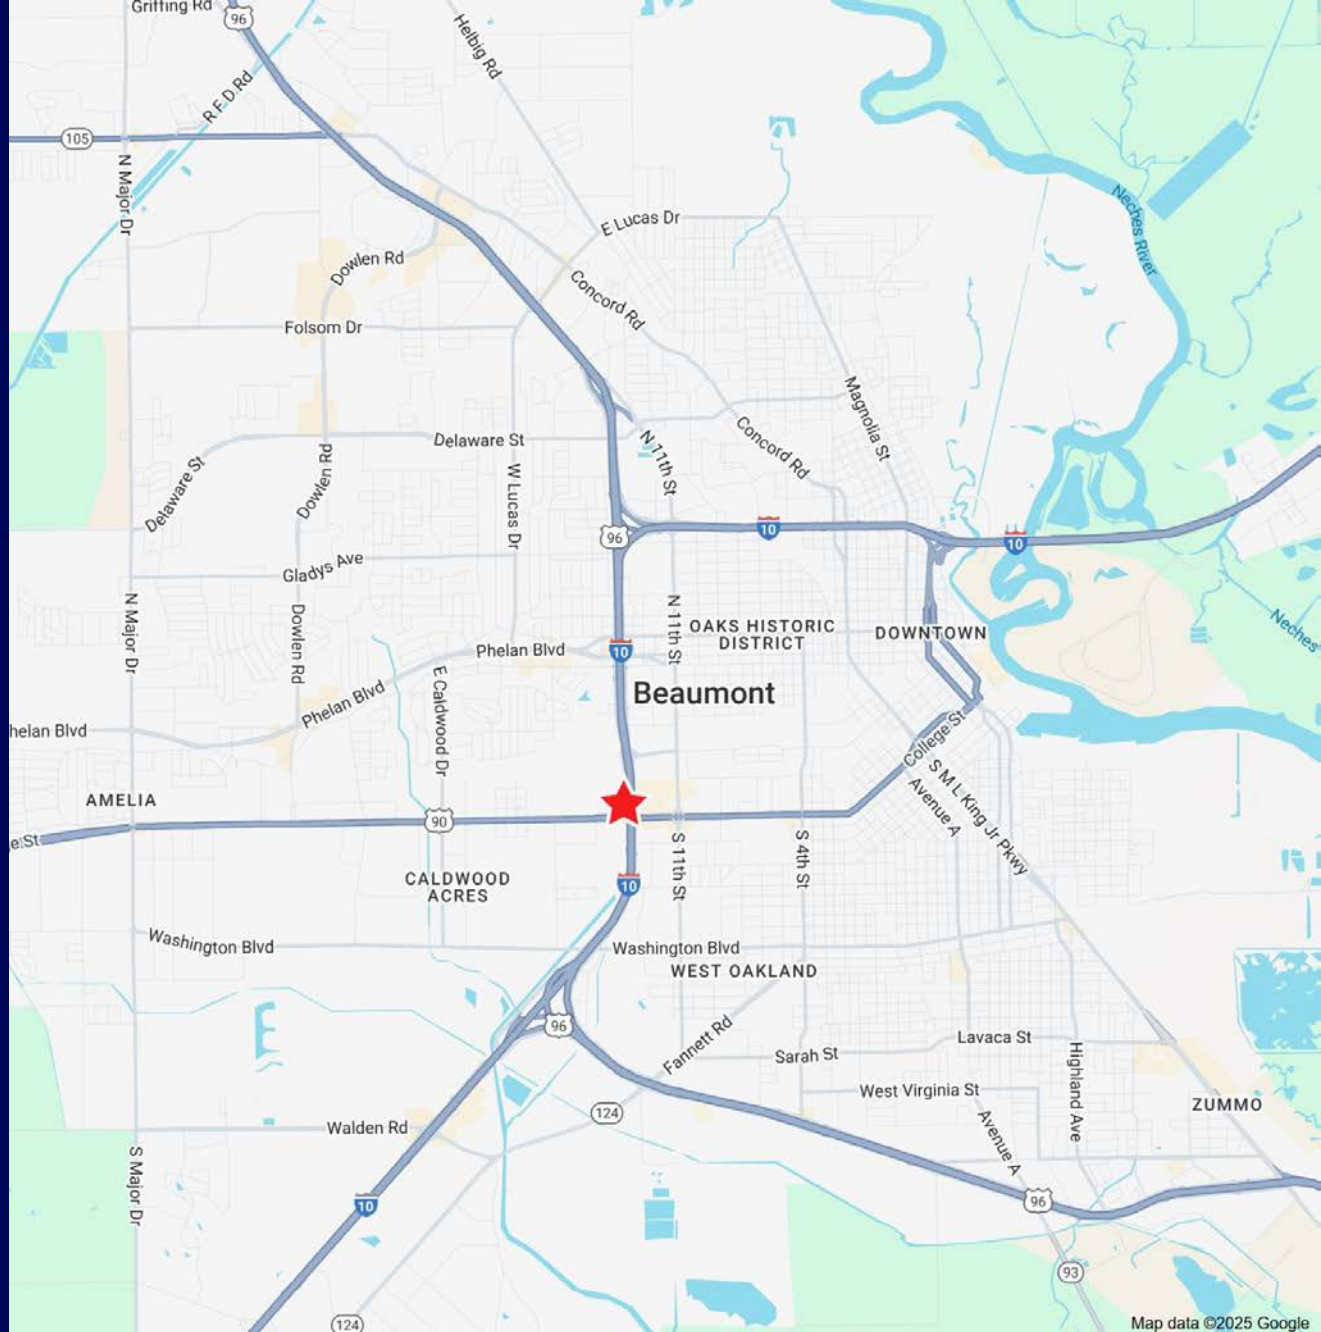 Griffing Rd
96
Helbig Rd
R F D Rd
105
N Major Dr
Neches River
E Lucas Dr
Dowlen Rd
Concord Rd
Folsom Dr
Magnolia St
Concord Rd
Delaware St
N 11th St
Dowlen Rd
W Lucas Dr
Delaware St
10
96
10
Gladys Ave
N Major Dr
Dowlen Rd
N 11th St
OAKS HISTORIC
DISTRICT
DOWNTOWN
Neches
Phelan Blvd
10
E Caldwood Dr
Beaumont
Phelan Blvd
helan Blvd
College St
S M L King Jr Pkwy
Avenue A
AMELIA
90
e St
S 11th St
S 4th St
CALDWOOD
ACRES
10
Washington Blvd
Washington Blvd
WEST OAKLAND
96
Fannett Rd
Lavaca St
Sarah St
Highland Ave
West Virginia St
124
ZUMMO
Walden Rd
Avenue A
S Major Dr
10
96
93
124
Map data ©2025 Google